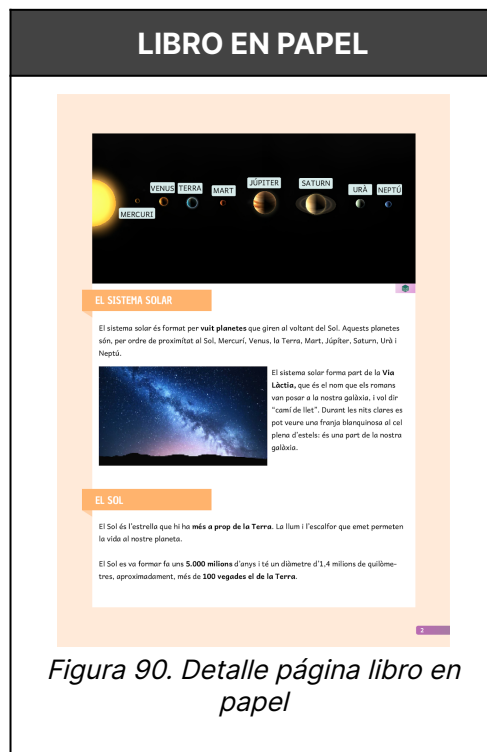 LIBRO EN PAPEL
JÚPITER
SATURN
VENUS TERRA
MART
URÀ
NEPTÚ
MERCURI
EL SISTEMA SOLAR
El sistema solar és format per vuit planetes que giren al voltant del Sol. Aquests planetes
són, per ordre de proximitat al Sol, Mercurí, Venus, la Terra, Mart, Júpiter, Saturn, Urà i
Neptú.
El sistema solar forma part de la Via
Làctia, que és el nom que els romans
van posar a la nostra galàxia, i vol dir
“camí de llet”. Durant les nits clares es
pot veure una franja blanquinosa al cel
plena d’estels: és una part de la nostra
galàxia.
EL SOL
El Sol és l’estrella que hi ha més a prop de la Terra. La llum i l’escalfor que emet permeten
la vida al nostre planeta.
El Sol es va formar fa uns 5.000 milions d’anys i té un diàmetre d’1,4 milions de quilòme-
tres, aproximadament, més de 100 vegades el de la Terra.
2
Figura 90. Detalle página libro en
papel